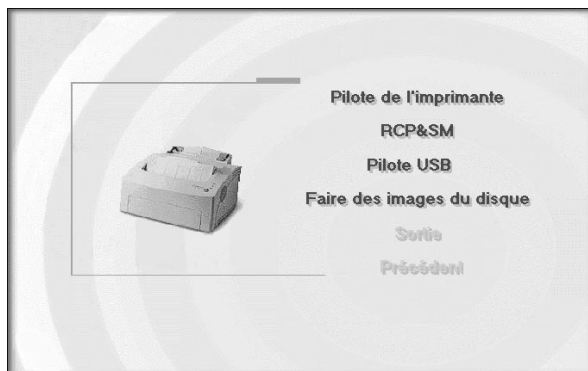 Pilote de l'imprimante
RCP&SM
Pilote USB
Faire des images du disque
Sortie
Précédent